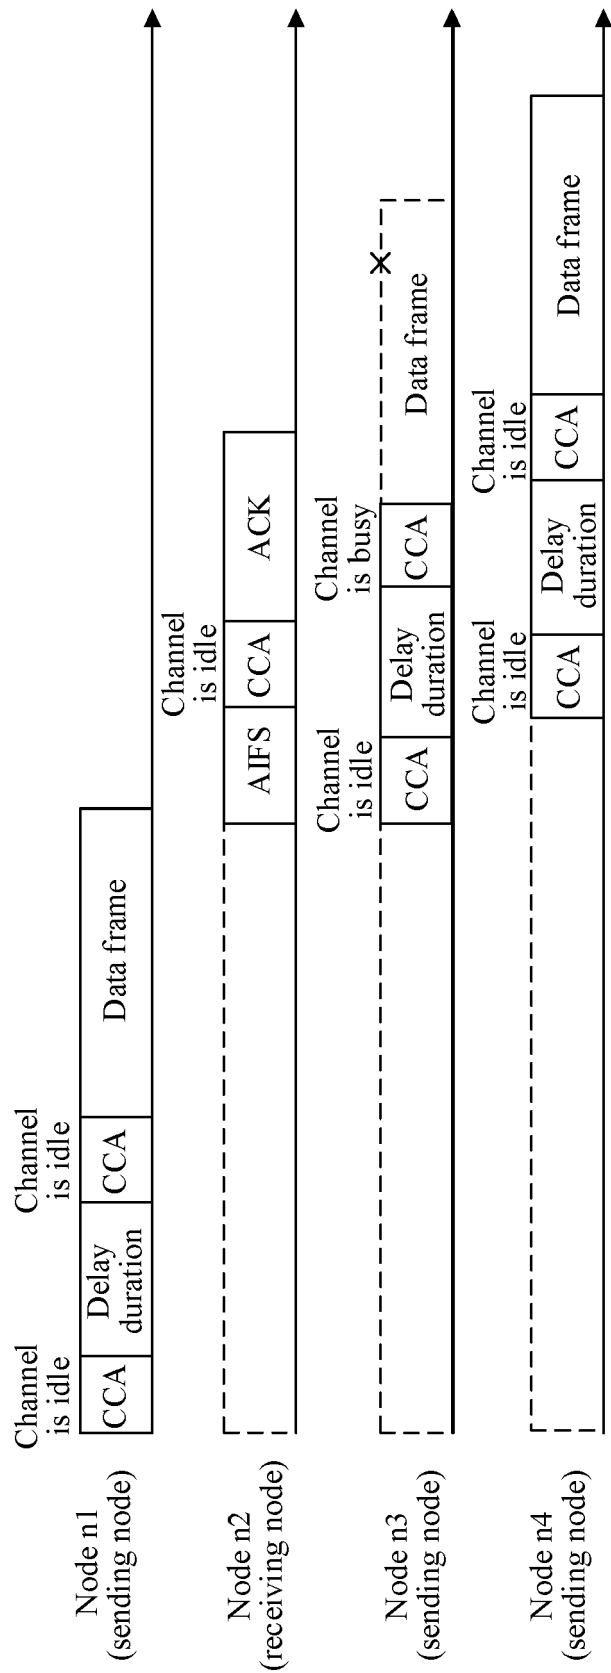 Node n1
(sending node)
Channel
is idle
CCA
Delay
duration
Channel
is idle
CCA
Data frame
Node n2
(receiving node)
AIFS
Channel
is idle
CCA
ACK
Node n3
(sending node)
Channel
is idle
CCA
Delay
duration
Channel
is busy
CCA
Data frame
Node n4
(sending node)
Channel
is idle
CCA
Delay
duration
Channel
is idle
CCA
Data frame